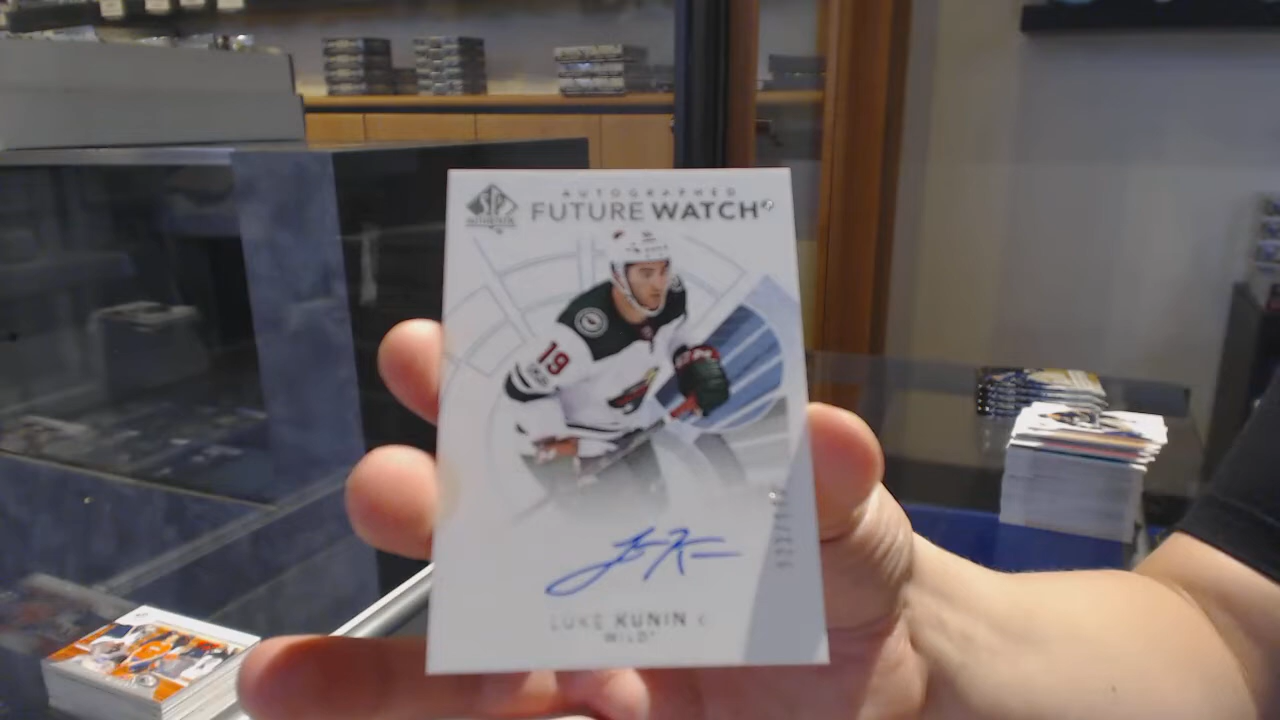 AUTOGRAPHED
SP AUTHENTIC
FUTURE WATCH
19
LUKE KUNIN C
WILD